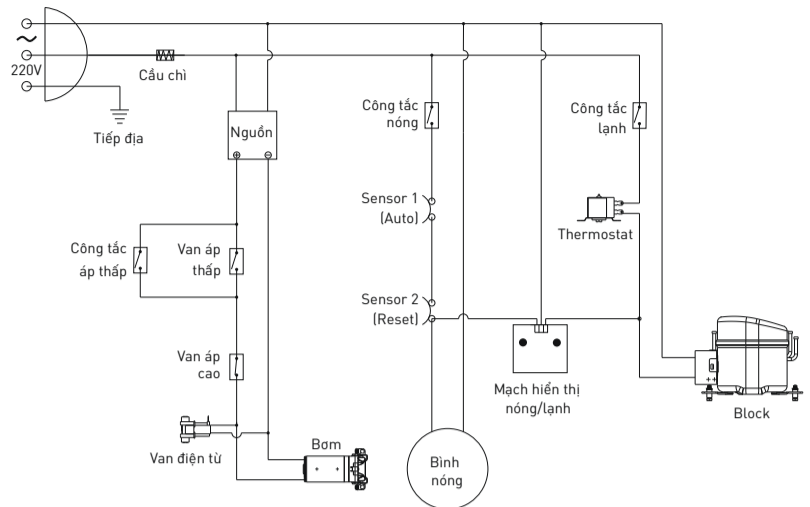 220V
Cầu chì
Tiếp địa
Nguồn
Công tắc
nóng
Công tắc
lạnh
Sensor 1
(Auto)
Thermostat
Công tắc
áp thấp
Van áp
thấp
Sensor 2
(Reset)
Van áp
cao
Mạch hiển thị
nóng/lạnh
Block
Van điện từ
Bơm
Bình
nóng